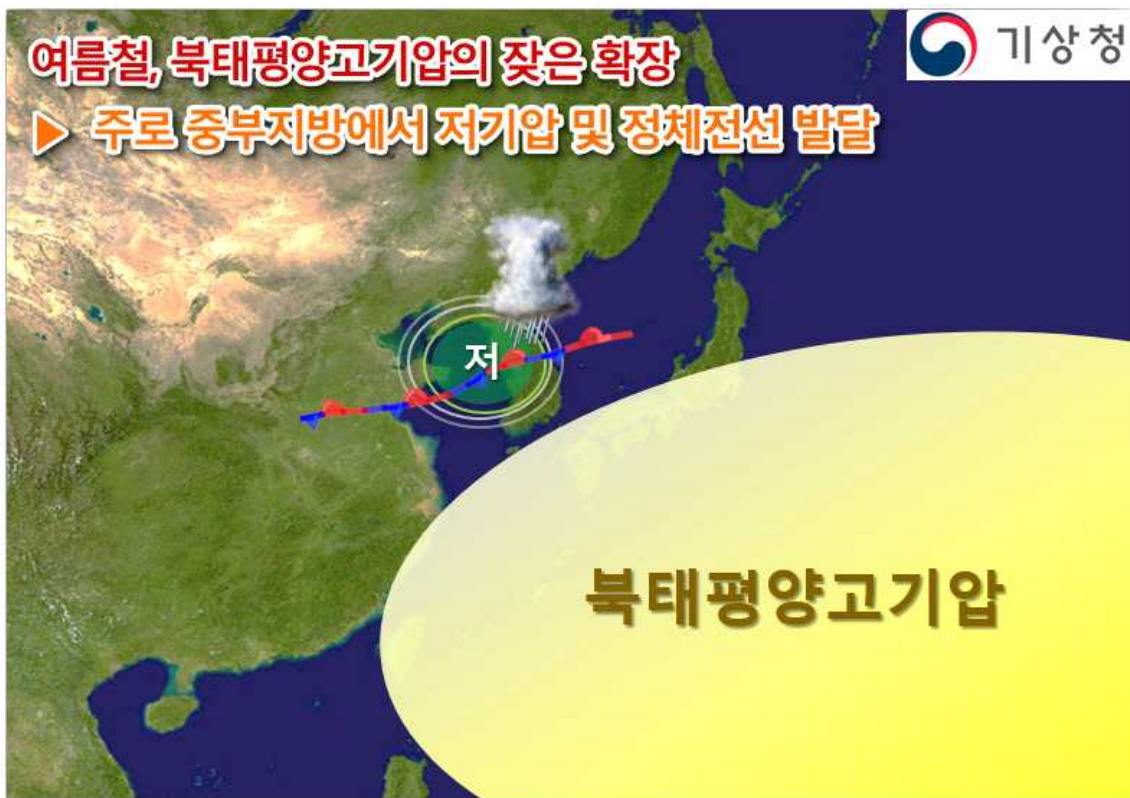 여름철, 북태평양고기압의 잦은 확장
기상청
▶ 주로 중부지방에서 저기압 및 정체전선 발달
저
북태평양고기압